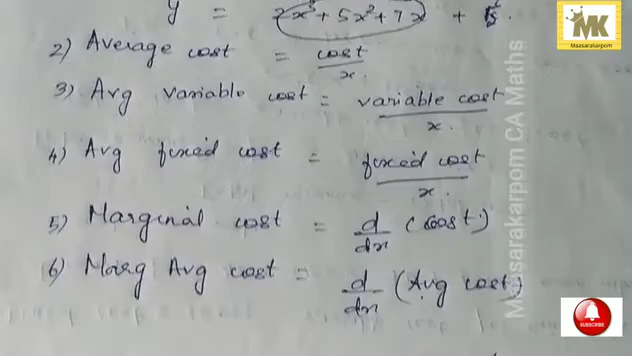 y = 2x³ + 5x² + 7x +
2) Average cost = cost / x
3) Avg variable cost = variable cost / x.
4) Avg fixed cost = fixed cost / x.
5) Marginal cost = d/dx (cost)
6) Marg Avg cost = d/dx (Avg cost)
MK
Maasarakarpom
Maasarakarpom CA Maths
SUBSCRIBE